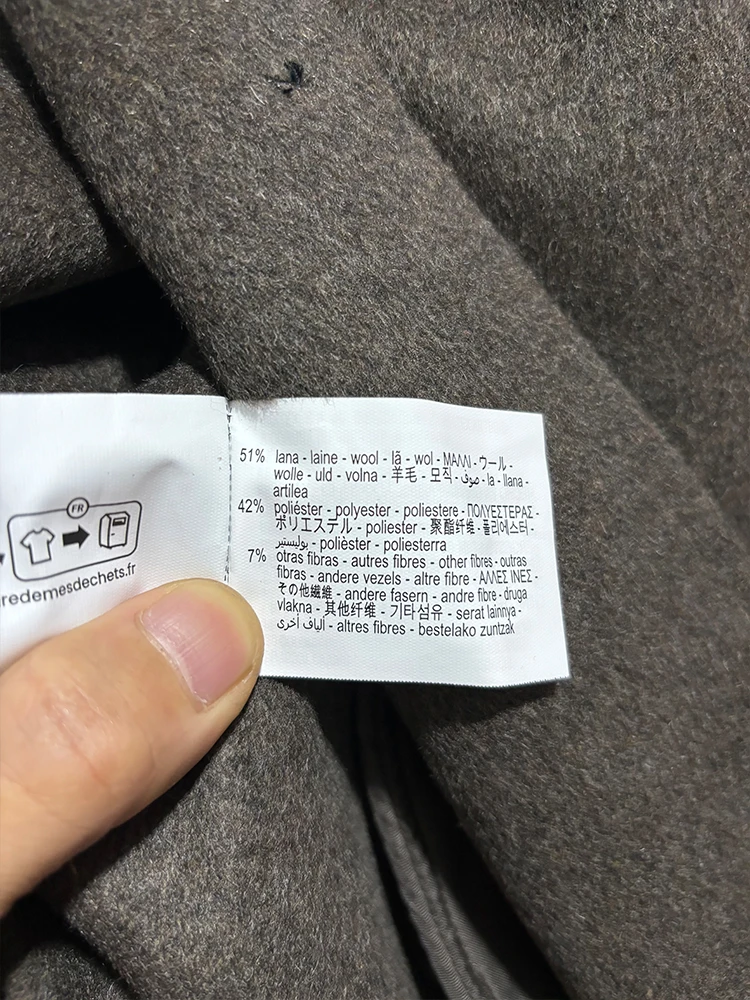 FR
redemesdechets.fr
51% lana - laine - wool - lã - wol - ΜΑΛΛΙ - ウール -
wolle - uld - volna - 羊毛 - 모직 - صوف - la - llana -
artilea
42% poliéster - polyester - poliestere - ΠΟΛΥΕΣΤΕΡΑΣ -
ポリエステル - poliester - 聚酯纤维 - 폴리에스터 -
بوليستير - polièster - poliesterra
7% otras fibras - autres fibres - other fibres - outras
fibras - andere vezels - altre fibre - ΑΛΛΕΣ ΙΝΕΣ -
その他繊維 - andere fasern - andre fibre - druga
vlakna - 其他纤维 - 기타섬유 - serat lainnya -
ألياف أخرى - altres fibres - bestelako zuntzak